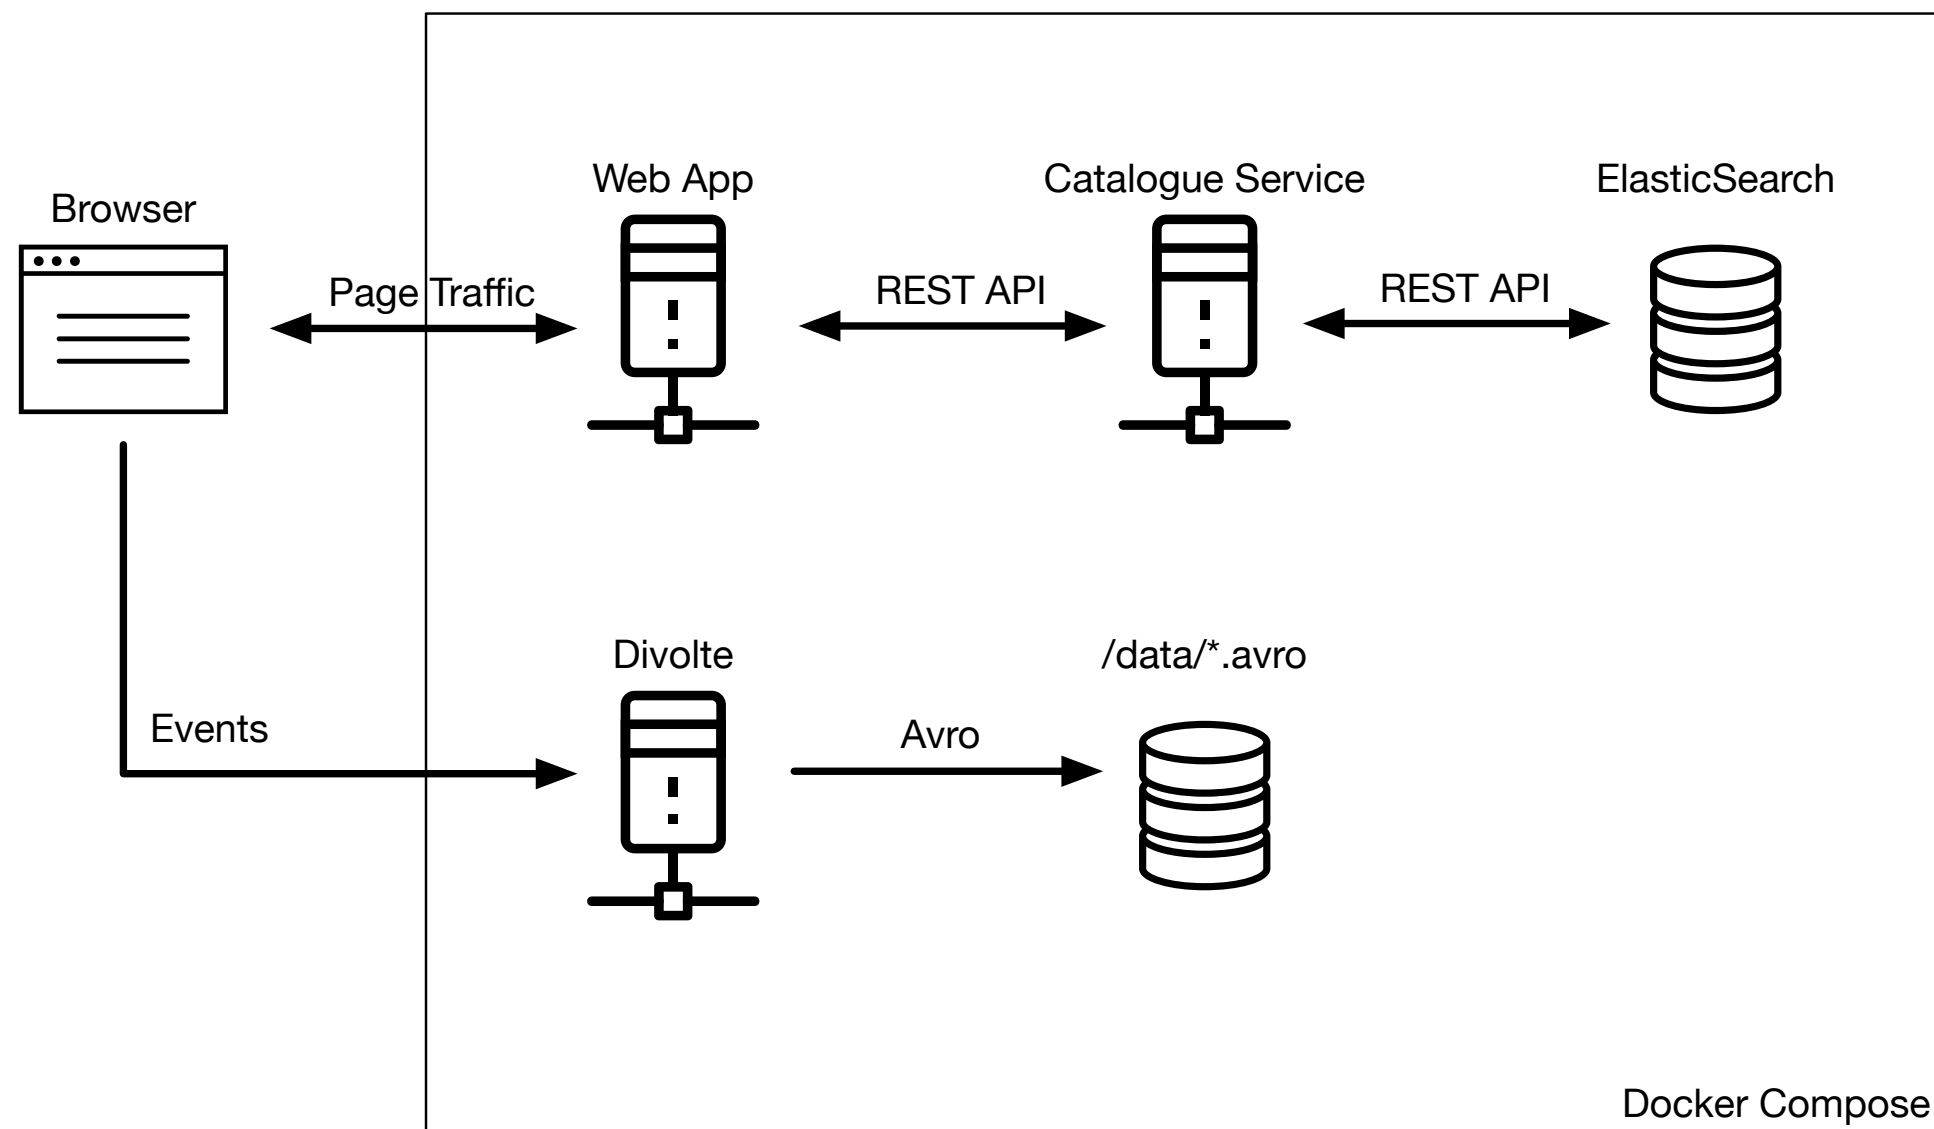 Web App
Catalogue Service
ElasticSearch
Browser
Page Traffic
REST API
REST API
Divolte
/data/*.avro
Events
Avro
Docker Compose